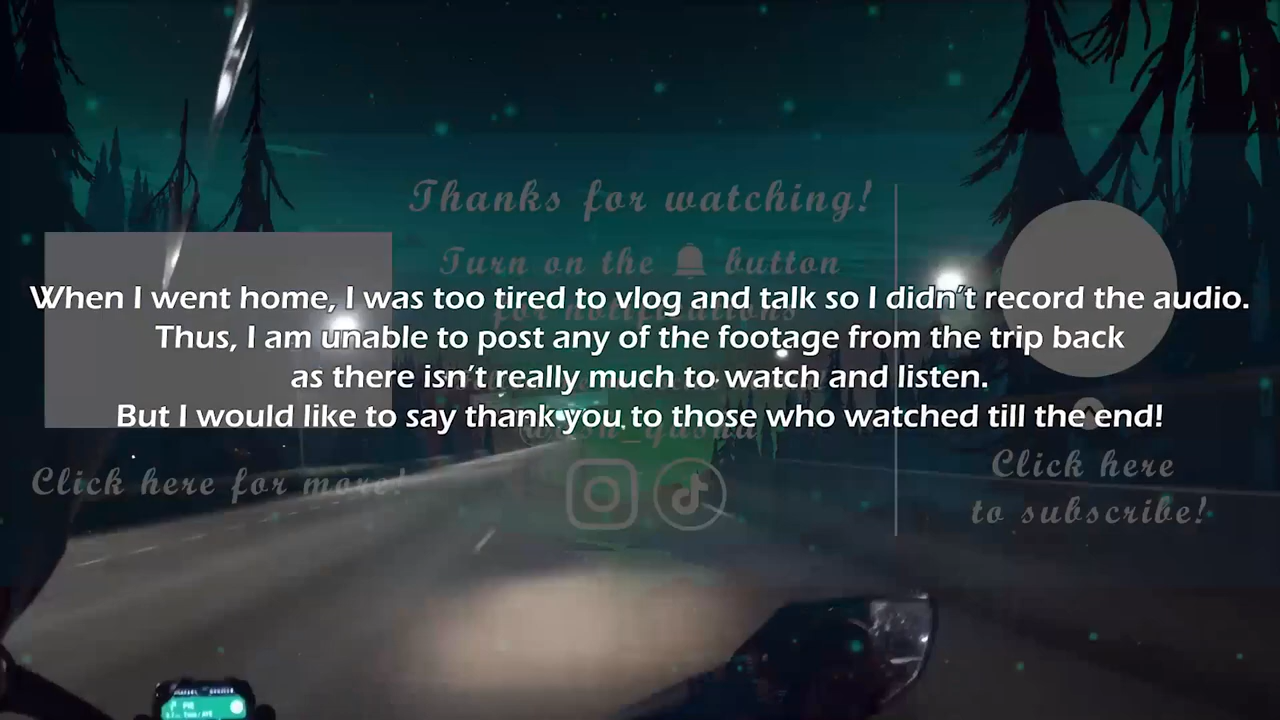 Thanks for watching!
Turn on the button
for notifications
When I went home, I was too tired to vlog and talk so I didn't record the audio.
Thus, I am unable to post any of the footage from the trip back
as there isn't really much to watch and listen.
But I would like to say thank you to those who watched till the end!
Click here for more!
Click here
to subscribe!